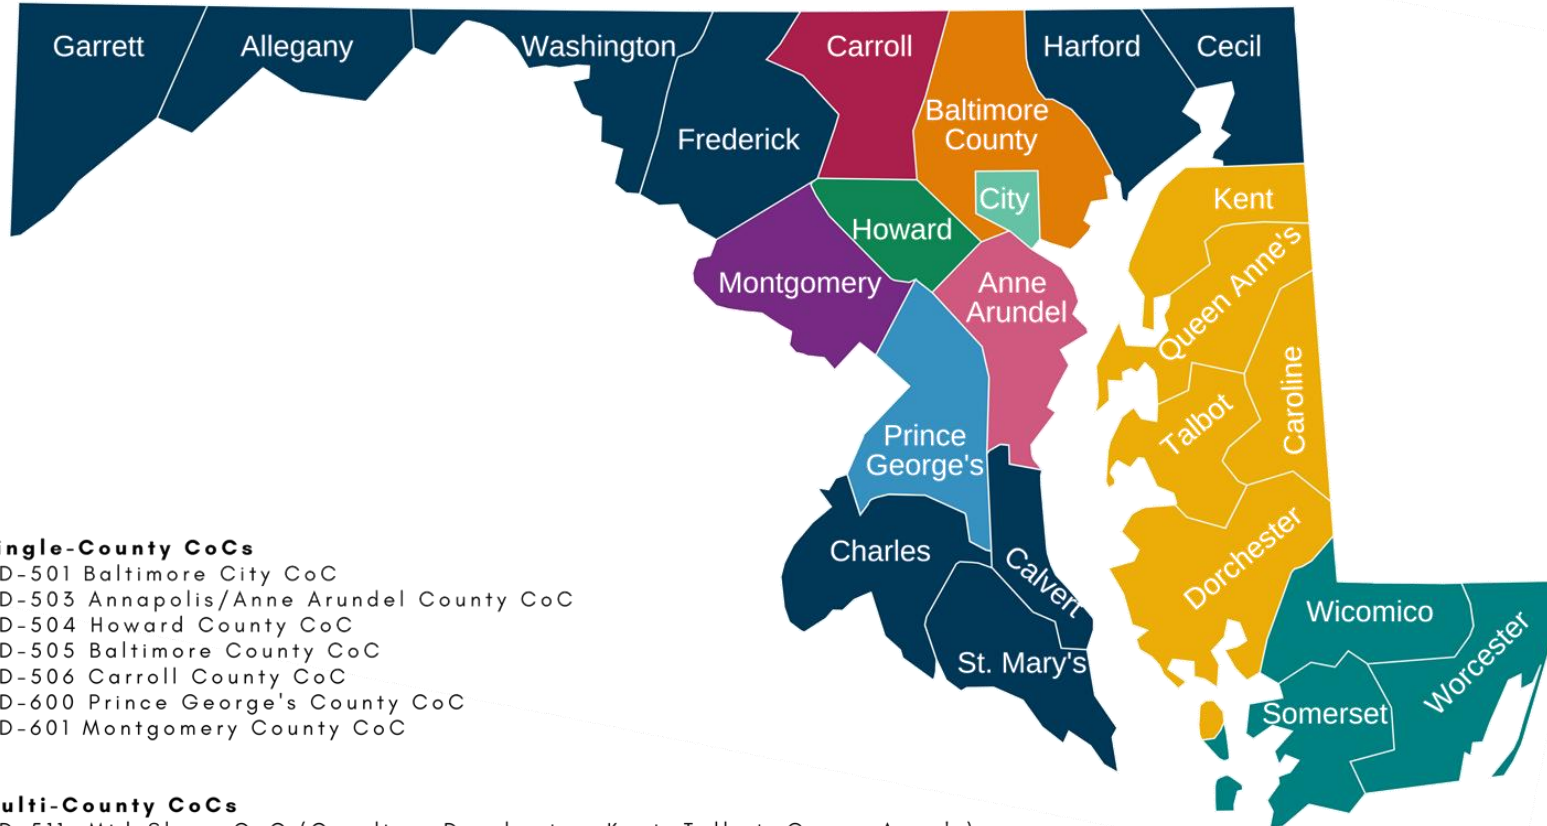 Garrett
Allegany
Washington
Frederick
Carroll
Baltimore
County
City
Harford
Cecil
Howard
Montgomery
Anne
Arundel
Prince
George's
Charles
Calvert
St. Mary's
Kent
Queen Anne's
Talbot
Caroline
Dorchester
Wicomico
Worcester
Somerset
ingle-County CoCs
D-501 Baltimore City CoC
D-503 Annapolis/Anne Arundel County CoC
D-504 Howard County CoC
D-505 Baltimore County CoC
D-506 Carroll County CoC
D-600 Prince George's County CoC
D-601 Montgomery County CoC
ulti-County CoCs